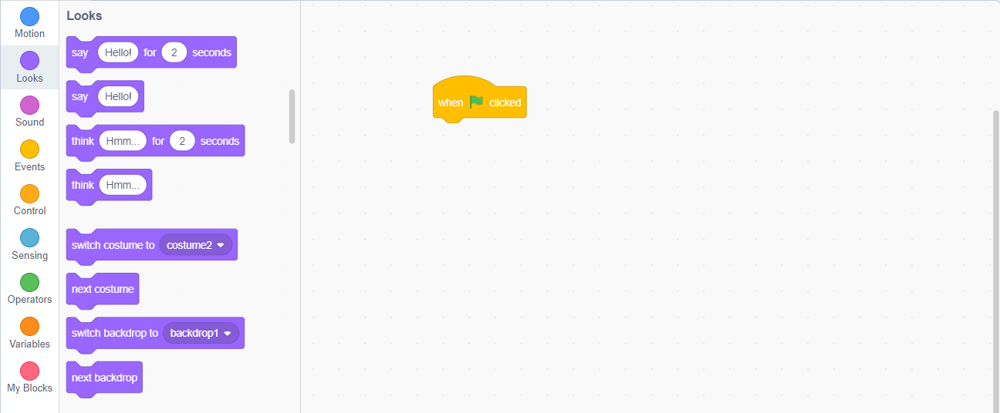 Motion
Looks
Sound
Events
Control
Sensing
Operators
Variables
My Blocks
Looks
say Hello! for 2 seconds
say Hello!
think Hmm... for 2 seconds
think Hmm...
switch costume to costume2
next costume
switch backdrop to backdrop1
next backdrop
when clicked